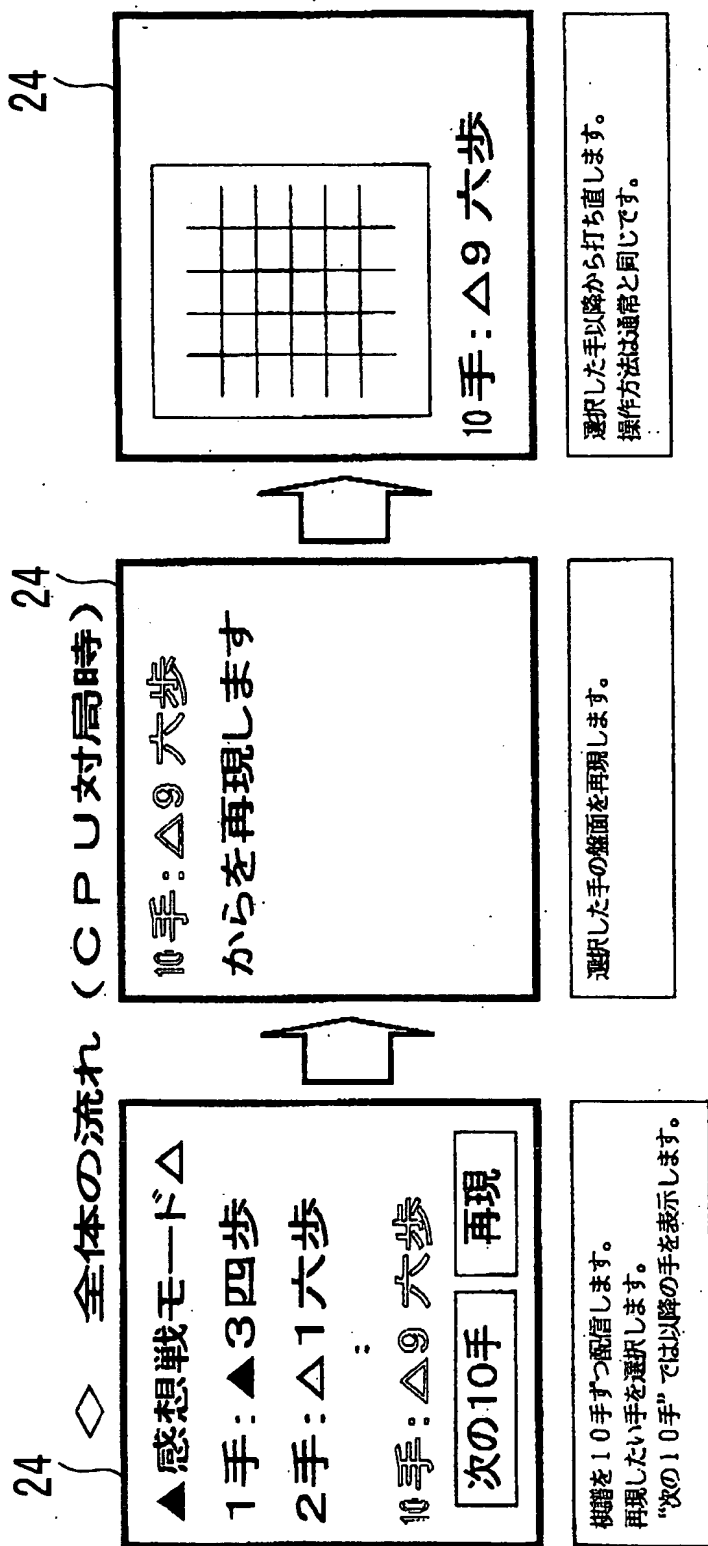 ◇ 全体の流れ（CPU対局時）
24
▲感想戦モード△
1手：▲3四歩
2手：△1六歩
：
10手：△9六歩
次の10手
再現
棋譜を10手ずつ配信します。
再現したい手を選択します。
“次の10手”では以降の手を表示します。
24
10手：△9六歩
からを再現します
選択した手の盤面を再現します。
24
10手：△9六歩
選択した手以降から打ち直します。
操作方法は通常と同じです。